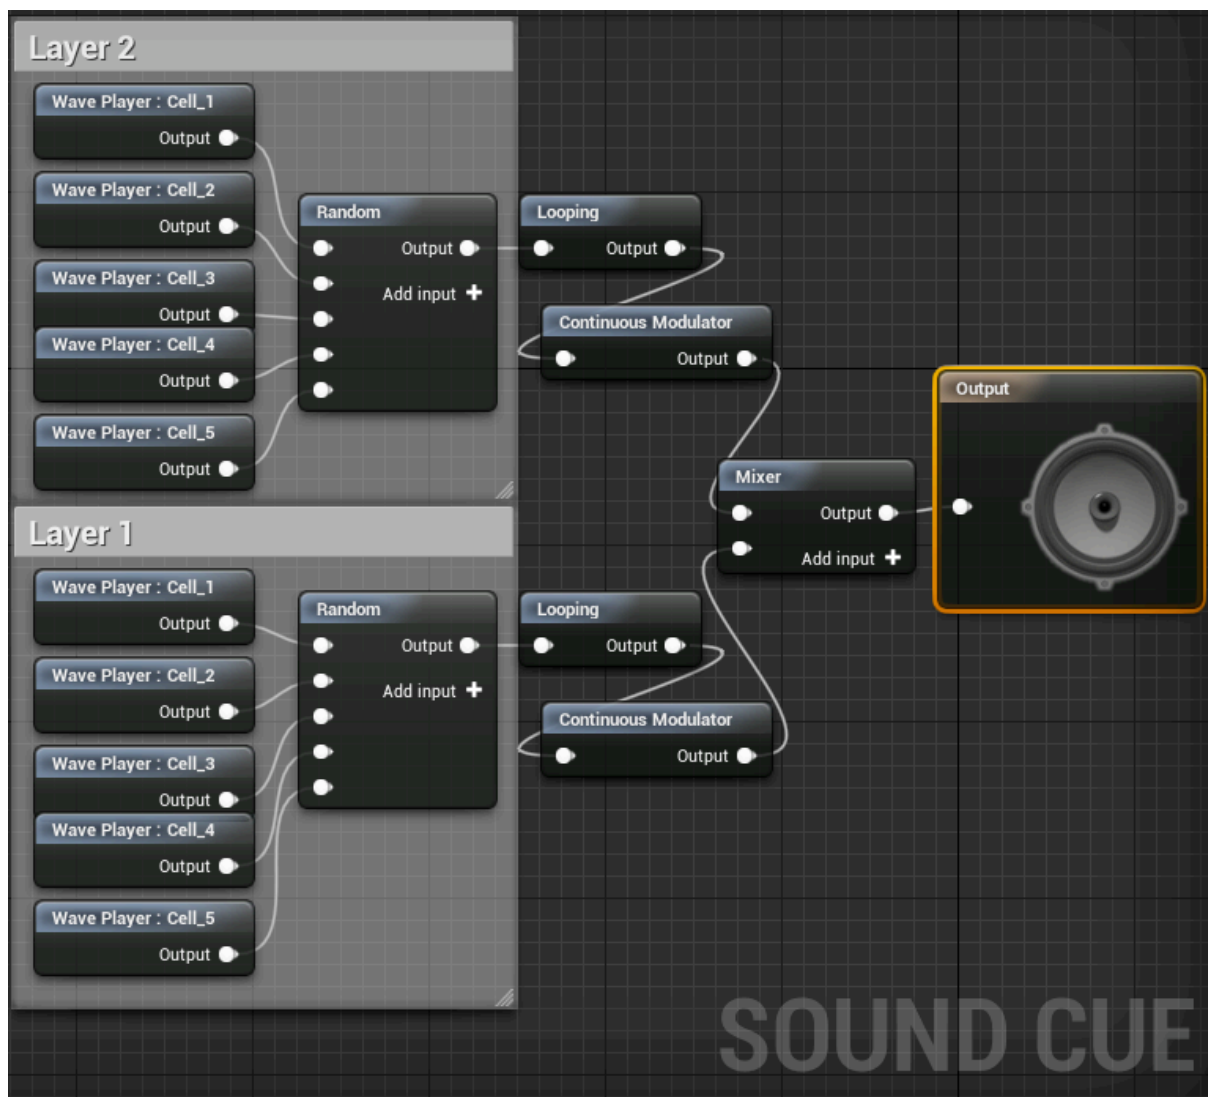 Layer 2
Wave Player : Cell_1
Output
Wave Player : Cell_2
Output
Wave Player : Cell_3
Output
Wave Player : Cell_4
Output
Wave Player : Cell_5
Output
Random
Output
Add input
Looping
Output
Continuous Modulator
Output
Layer 1
Wave Player : Cell_1
Output
Wave Player : Cell_2
Output
Wave Player : Cell_3
Output
Wave Player : Cell_4
Output
Wave Player : Cell_5
Output
Random
Output
Add input
Looping
Output
Continuous Modulator
Output
Mixer
Output
Add input
Output
SOUND CUE